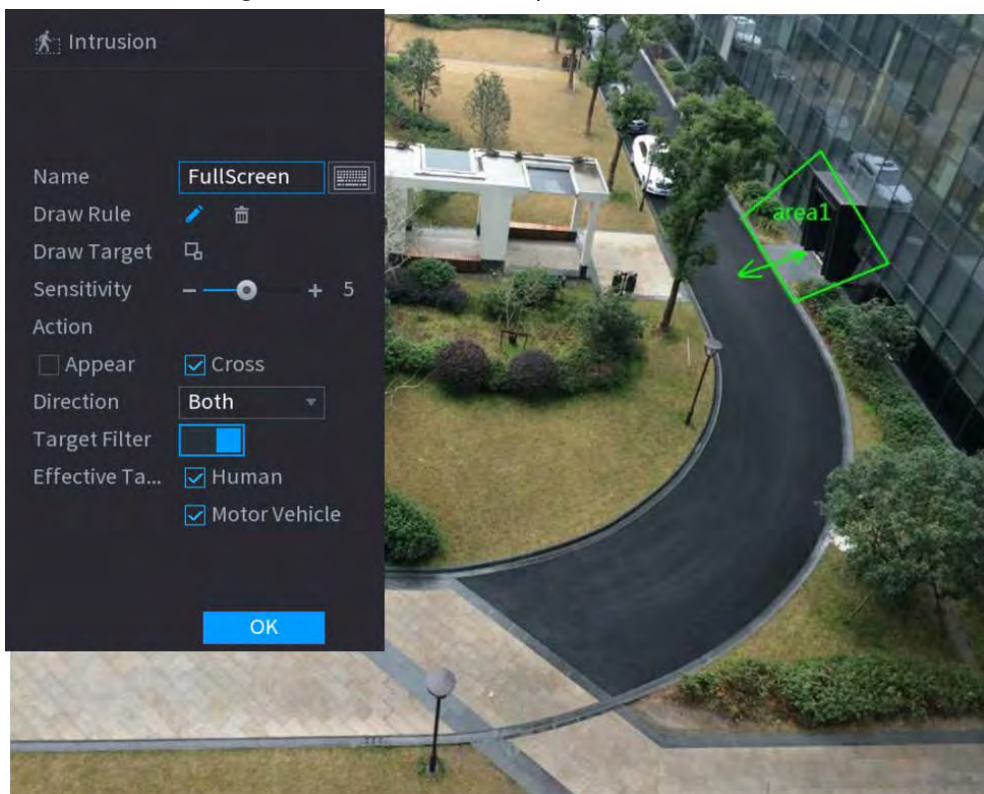 Intrusion
Name FullScreen
Draw Rule
Draw Target
Sensitivity - + 5
Action
Appear Cross
Direction Both
Target Filter
Effective Ta... Human
Motor Vehicle
OK
area1